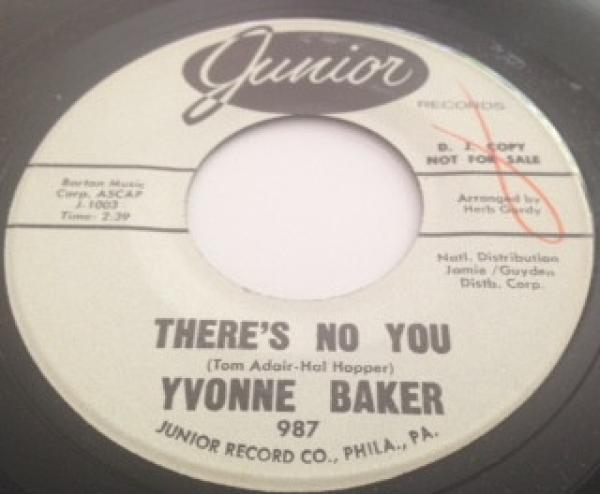 Junior
RECORDS
D. J. COPY
NOT FOR SALE
Barton Music
Corp. ASCAP
J-1003
Time: 2:39
Arranged by
Herb Gordy
Natl. Distribution
Jamie/Guyden
Distb. Corp.
THERE'S NO YOU
(Tom Adair-Hal Hopper)
YVONNE BAKER
987
JUNIOR RECORD CO., PHILA., PA.